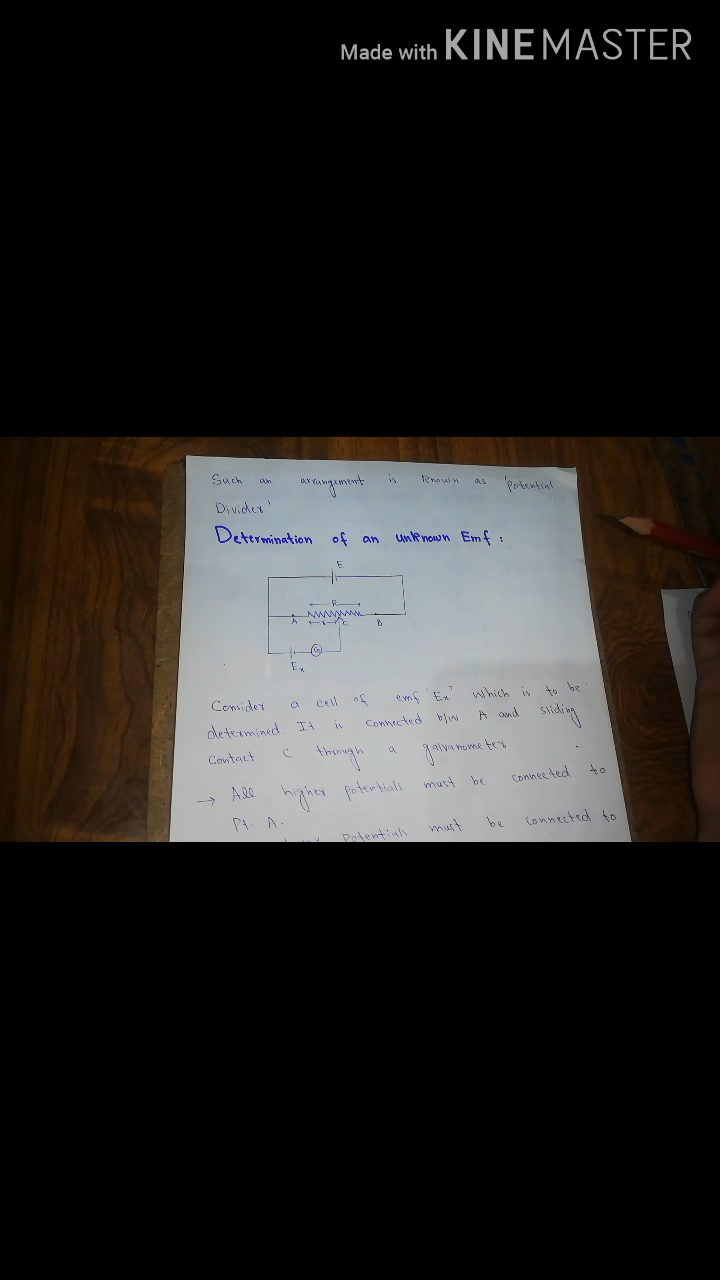 Made with KINEMASTER
Such an arrangement is known as 'potential
Divider'
Determination of an unknown Emf :
E
R
A r C B
G
Ex
Consider a cell of emf 'Ex' which is to be
determined. It is connected b/w A and sliding
Contact C through a galvanometer
→ All higher potentials must be connected to
Pt. A.
Potentials must be connected to